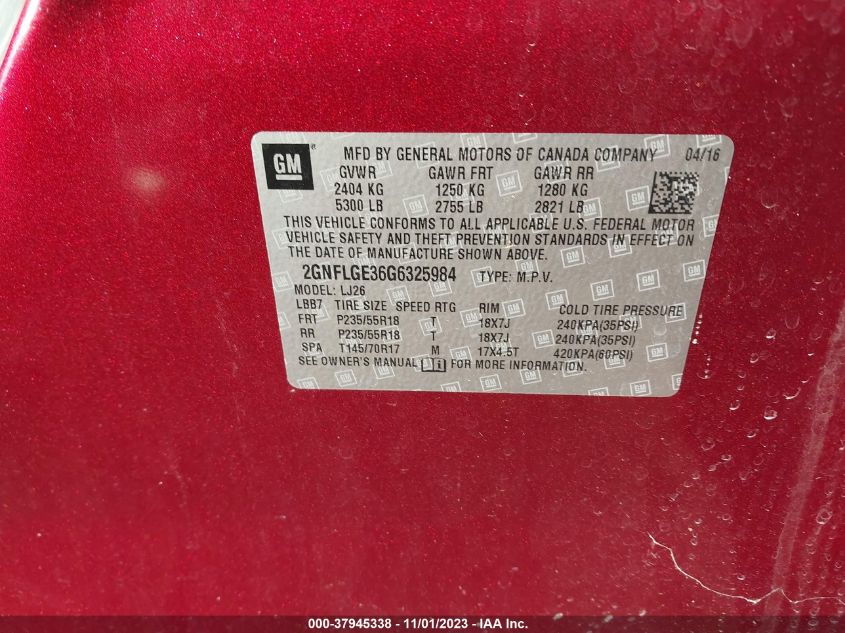 GM MFD BY GENERAL MOTORS OF CANADA COMPANY 04/16
GVWR GAWR FRT GAWR RR
2404 KG 1250 KG 1280 KG
5300 LB 2755 LB 2821 LB
THIS VEHICLE CONFORMS TO ALL APPLICABLE U.S. FEDERAL MOTOR
VEHICLE SAFETY AND THEFT PREVENTION STANDARDS IN EFFECT ON
THE DATE OF MANUFACTURE SHOWN ABOVE.
2GNFLGE36G6325984 TYPE: M.P.V.
MODEL: LJ26
LBB7 TIRE SIZE SPEED RTG RIM COLD TIRE PRESSURE
FRT P235/55R18 T 18X7J 240KPA(35PSI)
RR P235/55R18 T 18X7J 240KPA(35PSI)
SPA T145/70R17 M 17X4.5T 420KPA(60PSI)
SEE OWNER'S MANUAL FOR MORE INFORMATION.
000-37945338 - 11/01/2023 - IAA Inc.